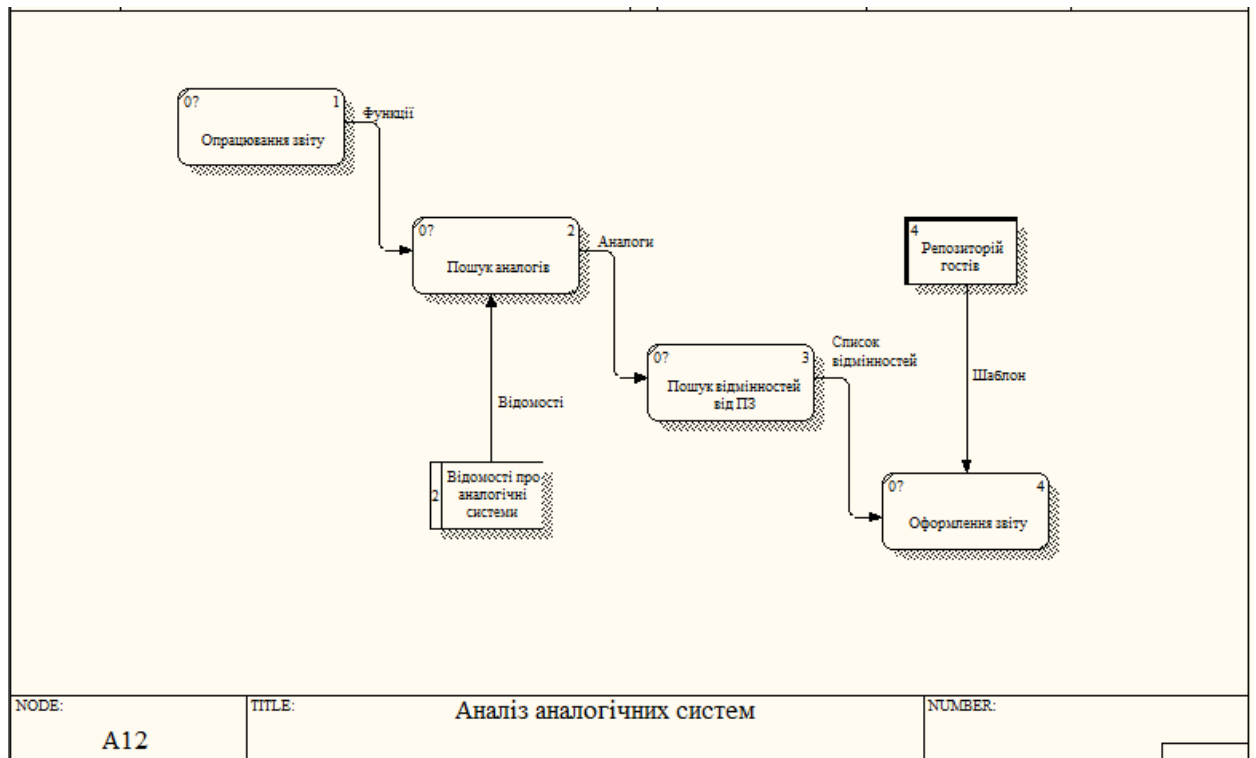 0? 1
Опрацювання звіту
Функції
0? 2
Пошук аналогів
Аналоги
4
Репозиторій
гостів
0? 3
Пошук відмінностей
від ПЗ
Список
відмінностей
Шаблон
Відомості
2
Відомості про
аналогічні
системи
0? 4
Оформлення звіту
NODE:
A12
TITLE:
Аналіз аналогічних систем
NUMBER: